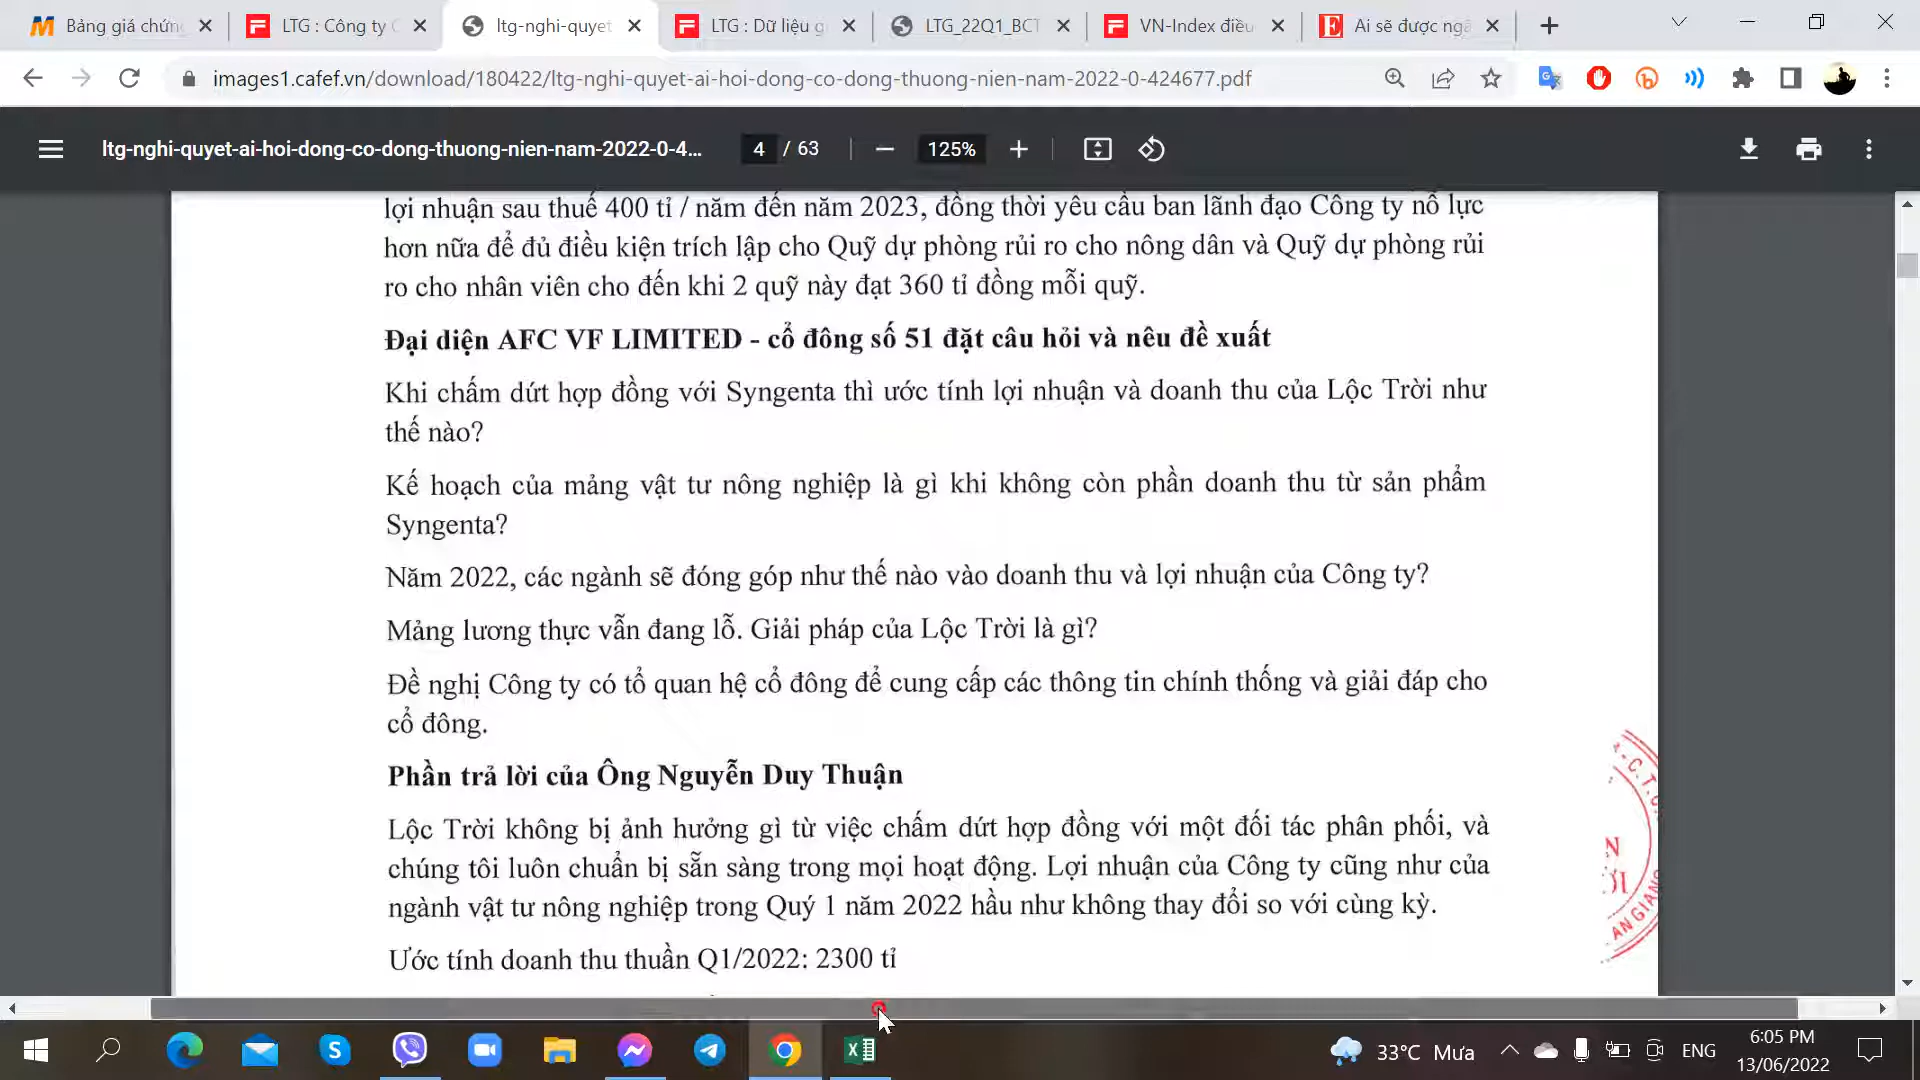 Bảng giá chứng
LTG : Công ty C
ltg-nghi-quyet
LTG : Dữ liệu g
LTG_22Q1_BCT
VN-Index điều
Ai sẽ được ngâ
images1.cafef.vn/download/180422/ltg-nghi-quyet-ai-hoi-dong-co-dong-thuong-nien-nam-2022-0-424677.pdf
ltg-nghi-quyet-ai-hoi-dong-co-dong-thuong-nien-nam-2022-0-4...
4 / 63
125%
lợi nhuận sau thuế 400 tỉ / năm đến năm 2023, đồng thời yêu cầu ban lãnh đạo Công ty nỗ lực
hơn nữa để đủ điều kiện trích lập cho Quỹ dự phòng rủi ro cho nông dân và Quỹ dự phòng rủi
ro cho nhân viên cho đến khi 2 quỹ này đạt 360 tỉ đồng mỗi quỹ.
Đại diện AFC VF LIMITED - cổ đông số 51 đặt câu hỏi và nêu đề xuất
Khi chấm dứt hợp đồng với Syngenta thì ước tính lợi nhuận và doanh thu của Lộc Trời như
thế nào?
Kế hoạch của mảng vật tư nông nghiệp là gì khi không còn phần doanh thu từ sản phẩm
Syngenta?
Năm 2022, các ngành sẽ đóng góp như thế nào vào doanh thu và lợi nhuận của Công ty?
Mảng lương thực vẫn đang lỗ. Giải pháp của Lộc Trời là gì?
Đề nghị Công ty có tổ quan hệ cổ đông để cung cấp các thông tin chính thống và giải đáp cho
cổ đông.
Phần trả lời của Ông Nguyễn Duy Thuận
Lộc Trời không bị ảnh hưởng gì từ việc chấm dứt hợp đồng với một đối tác phân phối, và
chúng tôi luôn chuẩn bị sẵn sàng trong mọi hoạt động. Lợi nhuận của Công ty cũng như của
ngành vật tư nông nghiệp trong Quý 1 năm 2022 hầu như không thay đổi so với cùng kỳ.
Ước tính doanh thu thuần Q1/2022: 2300 tỉ
33°C Mưa
ENG
6:05 PM
13/06/2022